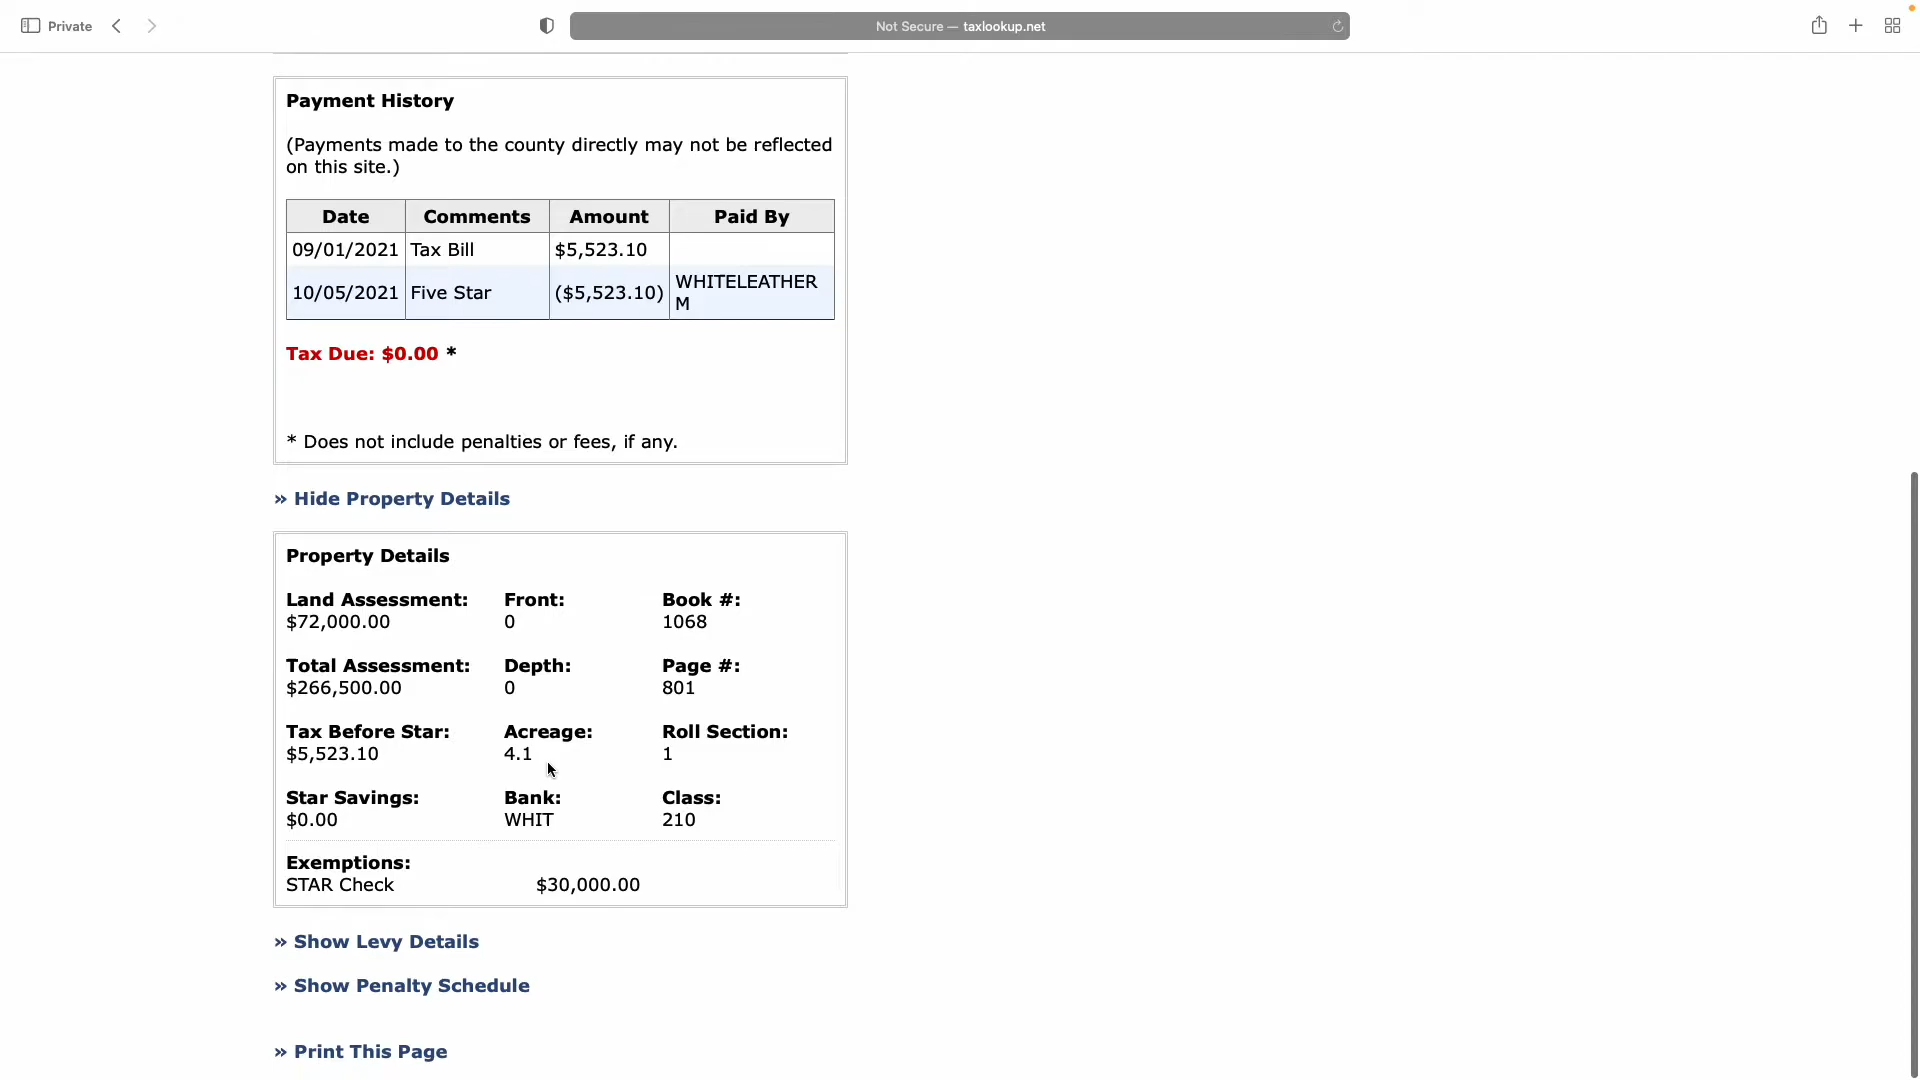 Private
Not Secure — taxlookup.net
Payment History
(Payments made to the county directly may not be reflected
on this site.)
Date Comments Amount Paid By
09/01/2021 Tax Bill $5,523.10
10/05/2021 Five Star ($5,523.10) WHITELEATHER
M
Tax Due: $0.00 *
* Does not include penalties or fees, if any.
» Hide Property Details
Property Details
Land Assessment: Front: Book #:
$72,000.00 0 1068
Total Assessment: Depth: Page #:
$266,500.00 0 801
Tax Before Star: Acreage: Roll Section:
$5,523.10 4.1 1
Star Savings: Bank: Class:
$0.00 WHIT 210
Exemptions:
STAR Check $30,000.00
» Show Levy Details
» Show Penalty Schedule
» Print This Page